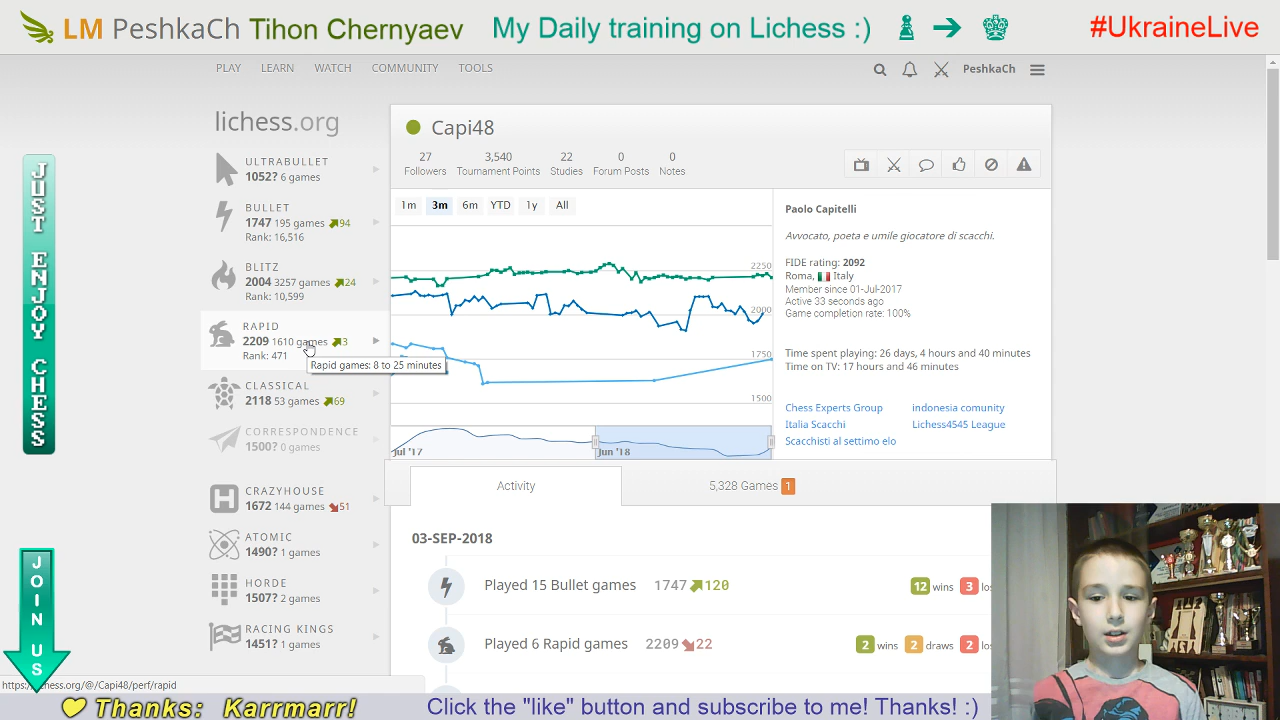 LM PeshkaCh Tihon Chernyaev
My Daily training on Lichess :)
#UkraineLive
PLAY LEARN WATCH COMMUNITY TOOLS
PeshkaCh
lichess.org
JUST ENJOY CHESS
JOIN US
ULTRABULLET
1052? 6 games
BULLET
1747 195 games 94
Rank: 16,516
BLITZ
2004 3257 games 24
Rank: 10,599
RAPID
2209 1610 games 3
Rank: 471
Rapid games: 8 to 25 minutes
CLASSICAL
2118 53 games 69
CORRESPONDENCE
1500? 0 games
CRAZYHOUSE
1672 144 games 51
ATOMIC
1490? 1 games
HORDE
1507? 2 games
RACING KINGS
1451? 1 games
Capi48
27 3,540 22 0 0
Followers Tournament Points Studies Forum Posts Notes
1m 3m 6m YTD 1y All
2250
2000
1750
1500
Jul '17 Jun '18
Paolo Capitelli
Avvocato, poeta e umile giocatore di scacchi.
FIDE rating: 2092
Roma, Italy
Member since 01-Jul-2017
Active 33 seconds ago
Game completion rate: 100%
Time spent playing: 26 days, 4 hours and 40 minutes
Time on TV: 17 hours and 46 minutes
Chess Experts Group indonesia comunity
Italia Scacchi Lichess4545 League
Scacchisti al settimo elo
Activity 5,328 Games 1
03-SEP-2018
Played 15 Bullet games 1747 120 12 wins 3
Played 6 Rapid games 2209 22 2 wins 2 draws 2
https://lichess.org/@/Capi48/perf/rapid
Thanks: Karrmarr!
Click the "like" button and subscribe to me! Thanks! :)